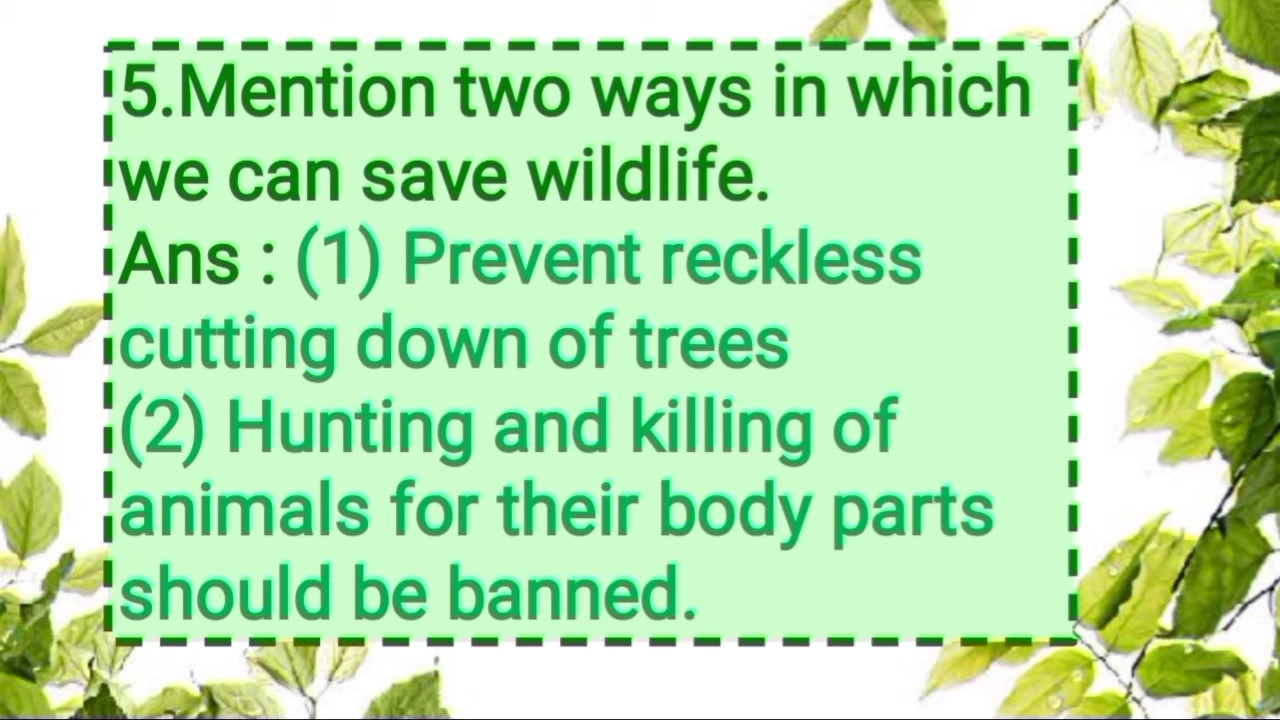 5.Mention two ways in which
we can save wildlife.
Ans : (1) Prevent reckless
cutting down of trees
(2) Hunting and killing of
animals for their body parts
should be banned.